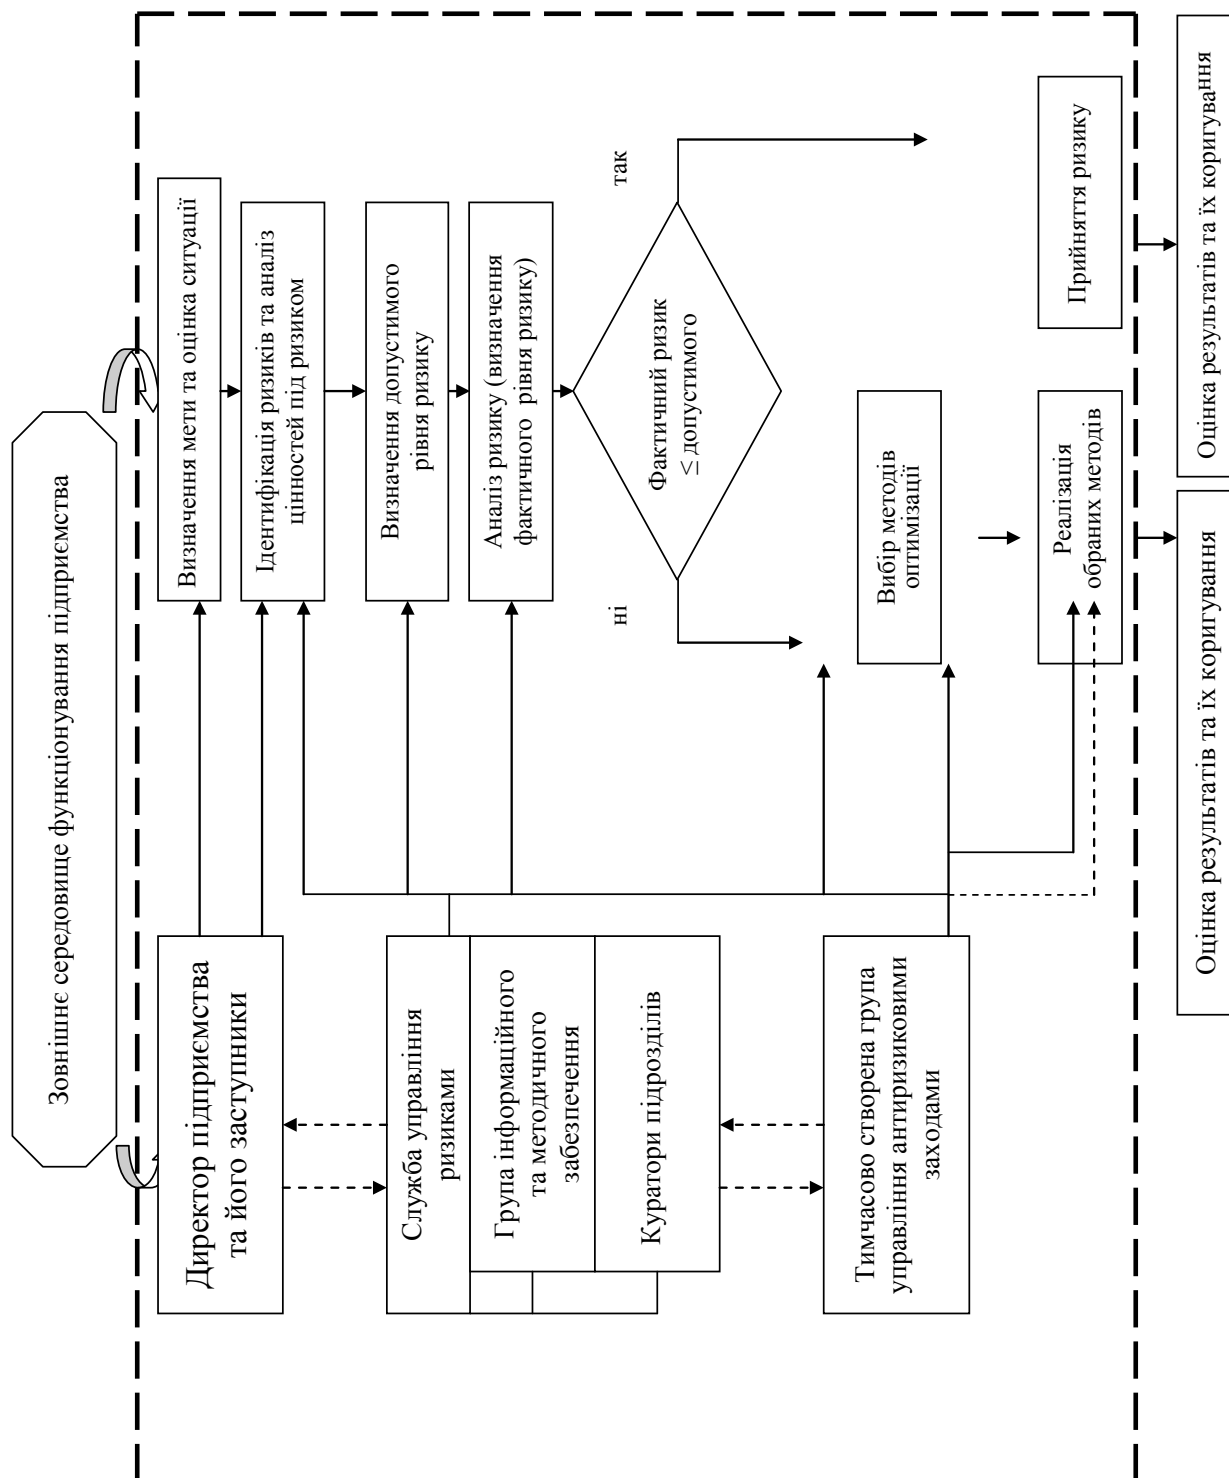 Зовнішнє середовище функціонування підприємства
Директор підприємства
та його заступники
Служба управління
ризиками
Група інформаційного
та методичного
забезпечення
Куратори підрозділів
Тимчасово створена група
управління антиризиковими
заходами
Визначення мети та оцінка ситуації
Ідентифікація ризиків та аналіз
цінностей під ризиком
Визначення допустимого
рівня ризику
Аналіз ризику (визначення
фактичного рівня ризику)
Фактичний ризик
≤ допустимого
ні
так
Вибір методів
оптимізації
Реалізація
обраних методів
Прийняття ризику
Оцінка результатів та їх коригування
Оцінка результатів та їх коригування